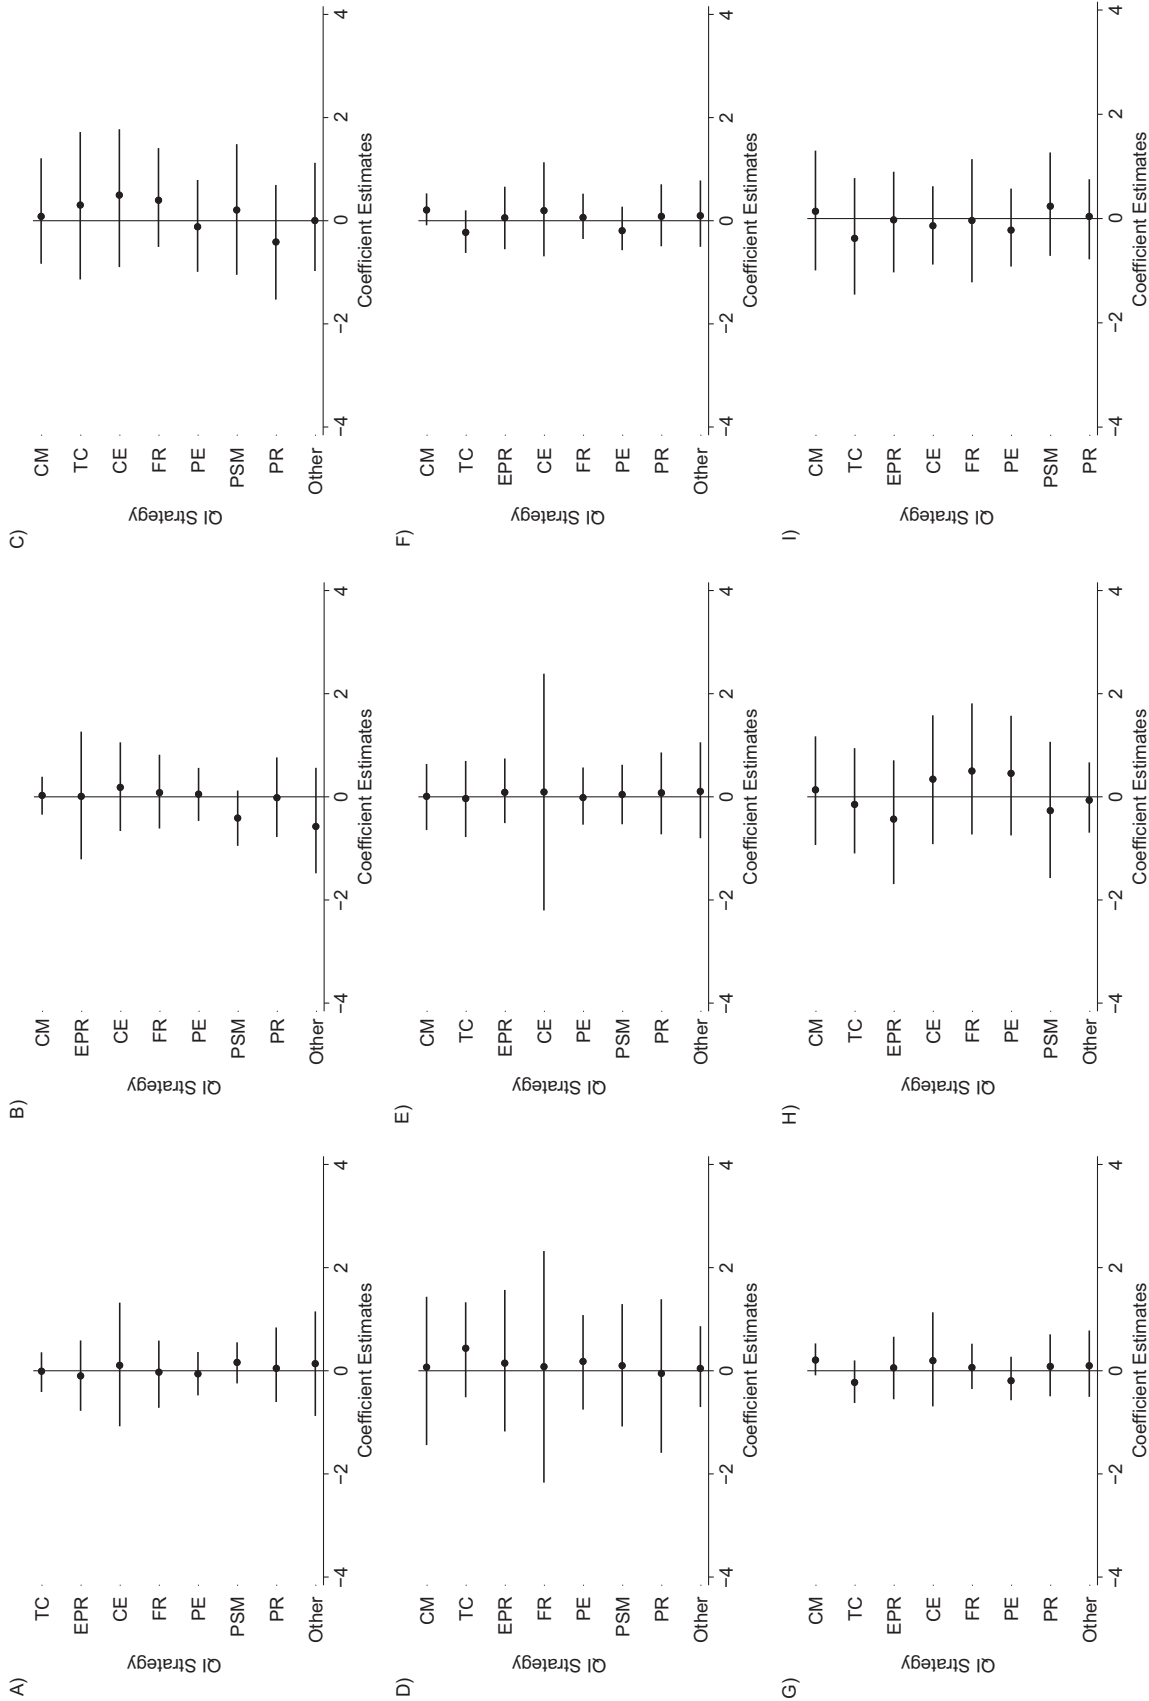 A)
QI Strategy
TC
EPR
CE
FR
PE
PSM
PR
Other
−4 −2 0 2 4
Coefficient Estimates
B)
QI Strategy
CM
EPR
CE
FR
PE
PSM
PR
Other
−4 −2 0 2 4
Coefficient Estimates
C)
QI Strategy
CM
TC
CE
FR
PE
PSM
PR
Other
−4 −2 0 2 4
Coefficient Estimates
D)
QI Strategy
CM
TC
EPR
FR
PE
PSM
PR
Other
−4 −2 0 2 4
Coefficient Estimates
E)
QI Strategy
CM
TC
EPR
CE
PE
PSM
PR
Other
−4 −2 0 2 4
Coefficient Estimates
F)
QI Strategy
CM
TC
EPR
CE
FR
PE
PR
Other
−4 −2 0 2 4
Coefficient Estimates
G)
QI Strategy
CM
TC
EPR
CE
FR
PE
PR
Other
−4 −2 0 2 4
Coefficient Estimates
H)
QI Strategy
CM
TC
EPR
CE
FR
PE
PSM
Other
−4 −2 0 2 4
Coefficient Estimates
I)
QI Strategy
CM
TC
EPR
CE
FR
PE
PSM
PR
−4 −2 0 2 4
Coefficient Estimates